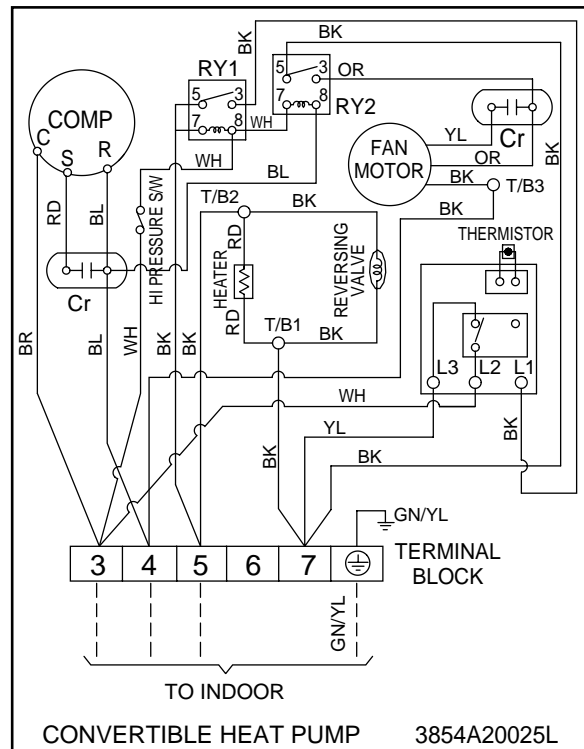 BK
RY1
5 3
7 8
WH
5 3
7 8
RY2
BK
OR
COMP
C
S
R
YL
Cr
OR
FAN
MOTOR
BK
T/B3
BK
WH
BL
T/B2
BK
THERMISTOR
RD
BL
HI PRESSURE S/W
RD
HEATER
RD
REVERSING
VALVE
BK
Cr
T/B1
BK
L3
L2
L1
BR
BL
WH
BK
BK
WH
YL
BK
BK
BK
GN/YL
3
4
5
6
7
TERMINAL
BLOCK
GN/YL
TO INDOOR
CONVERTIBLE HEAT PUMP 3854A20025L